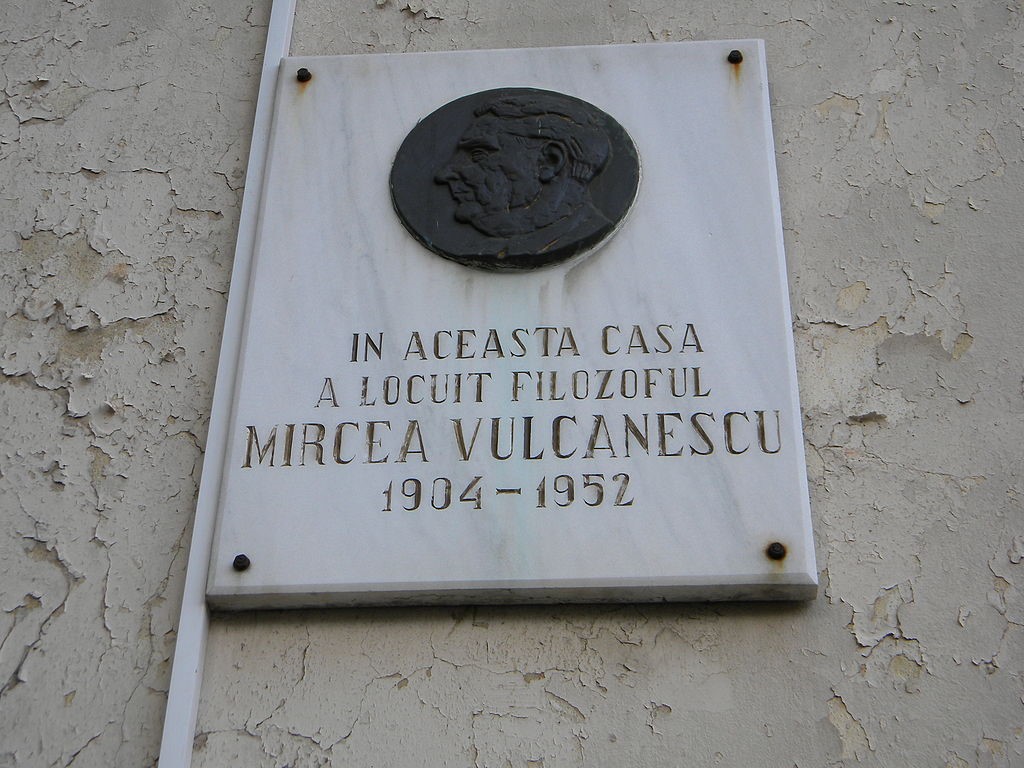 IN ACEASTA CASA
A LOCUIT FILOZOFUL
MIRCEA VULCANESCU
1904-1952